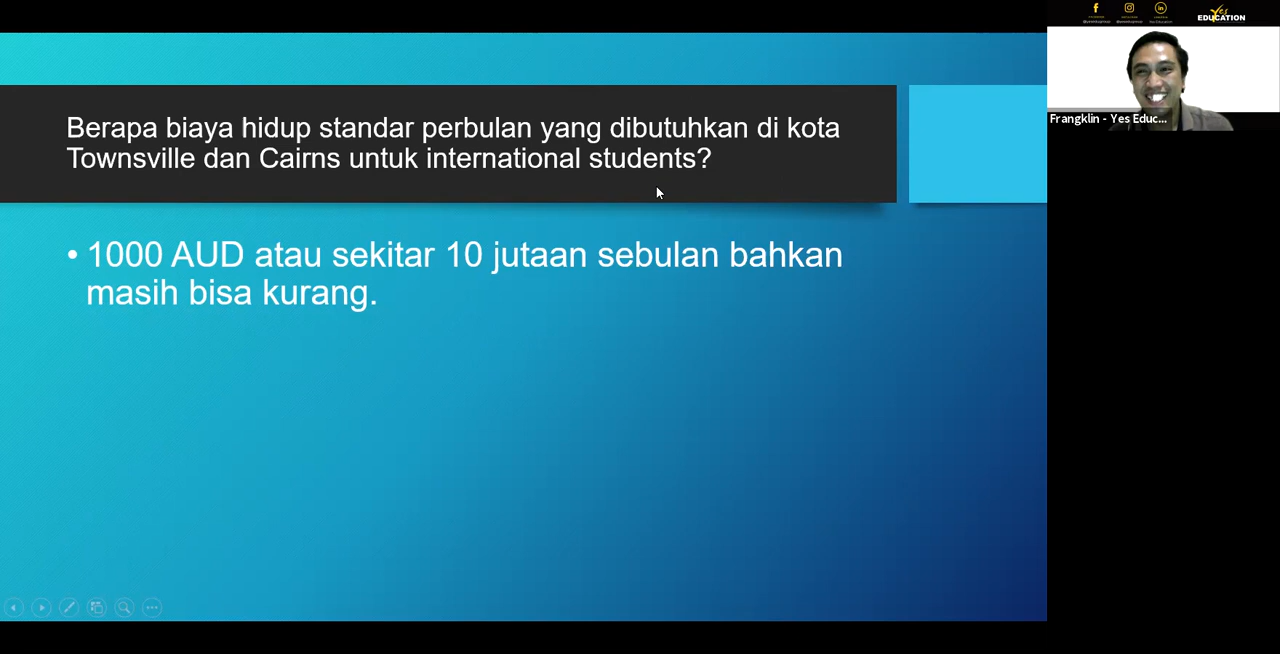 Berapa biaya hidup standar perbulan yang dibutuhkan di kota
Townsville dan Cairns untuk international students?
• 1000 AUD atau sekitar 10 jutaan sebulan bahkan
masih bisa kurang.
Yes
EDUCATION
Frangklin - Yes Educ...